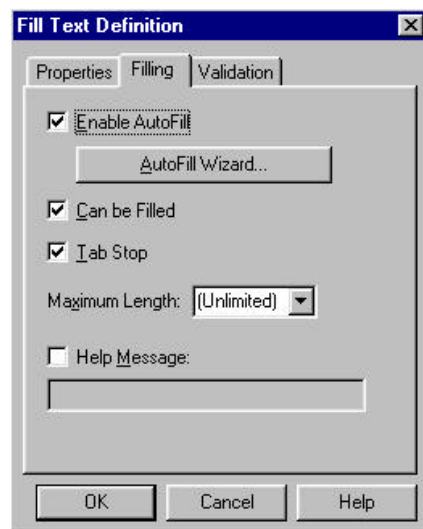 Fill Text Definition
Properties Filling Validation
Enable AutoFill
AutoFill Wizard...
Can be Filled
Tab Stop
Maximum Length: (Unlimited)
Help Message:
OK Cancel Help